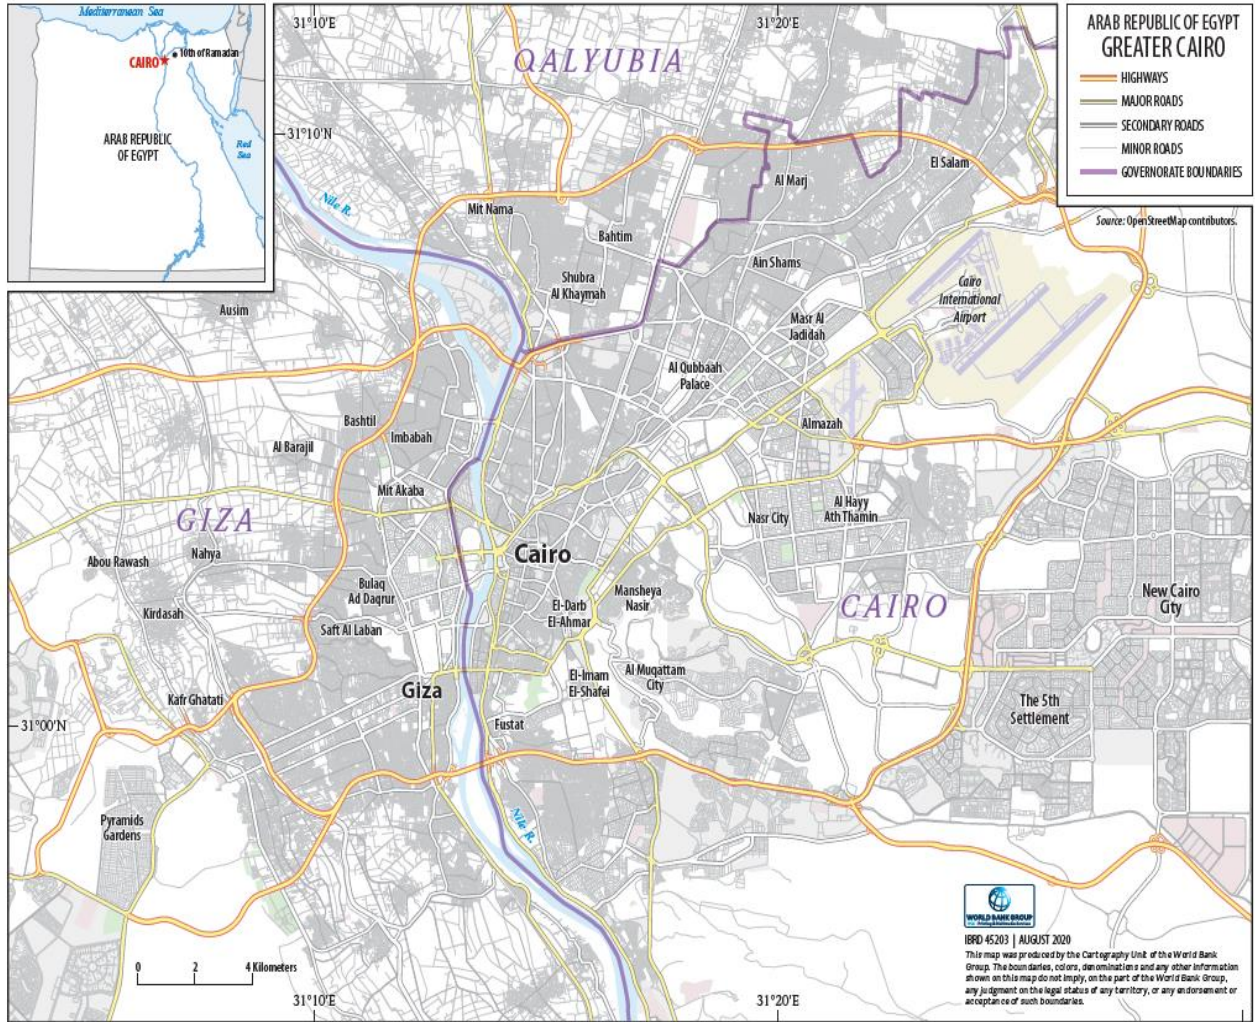 Mediterranean Sea
10th of Ramadan
CAIRO
ARAB REPUBLIC
OF EGYPT
Red
Sea
31°10'E
31°20'E
ARAB REPUBLIC OF EGYPT
GREATER CAIRO
HIGHWAYS
MAJOR ROADS
SECONDARY ROADS
MINOR ROADS
GOVERNORATE BOUNDARIES
Source: OpenStreetMap contributors.
QALYUBIA
31°10'N
El Salam
Al Marj
Nile R.
Mit Nama
Bahtim
Ain Shams
Shubra
Al Khaymah
Cairo
International
Airport
Ausim
Masr Al
Jadidah
Al Qubbaah
Palace
Bashtil
Imbabah
Almazah
Al Barajil
Mit Akaba
GIZA
Nasr City
Al Hayy
Ath Thamin
Abou Rawash
Nahya
Cairo
Bulaq
Ad Daqrur
Mansheya
Nasir
New Cairo
City
Kirdasah
El-Darb
El-Ahmar
CAIRO
Saft Al Laban
El-Imam
El-Shafei
Al Muqattam
City
Giza
Kafr Ghatati
The 5th
Settlement
31°00'N
Fustat
Pyramids
Gardens
Nile R.
WORLD BANK GROUP
IBRD 45203 | AUGUST 2020
This map was produced by the Cartography Unit of the World Bank
Group. The boundaries, colors, denominations and any other information
shown on this map do not imply, on the part of the World Bank Group,
any judgment on the legal status of any territory, or any endorsement or
acceptance of such boundaries.
0 2 4 Kilometers
31°10'E
31°20'E